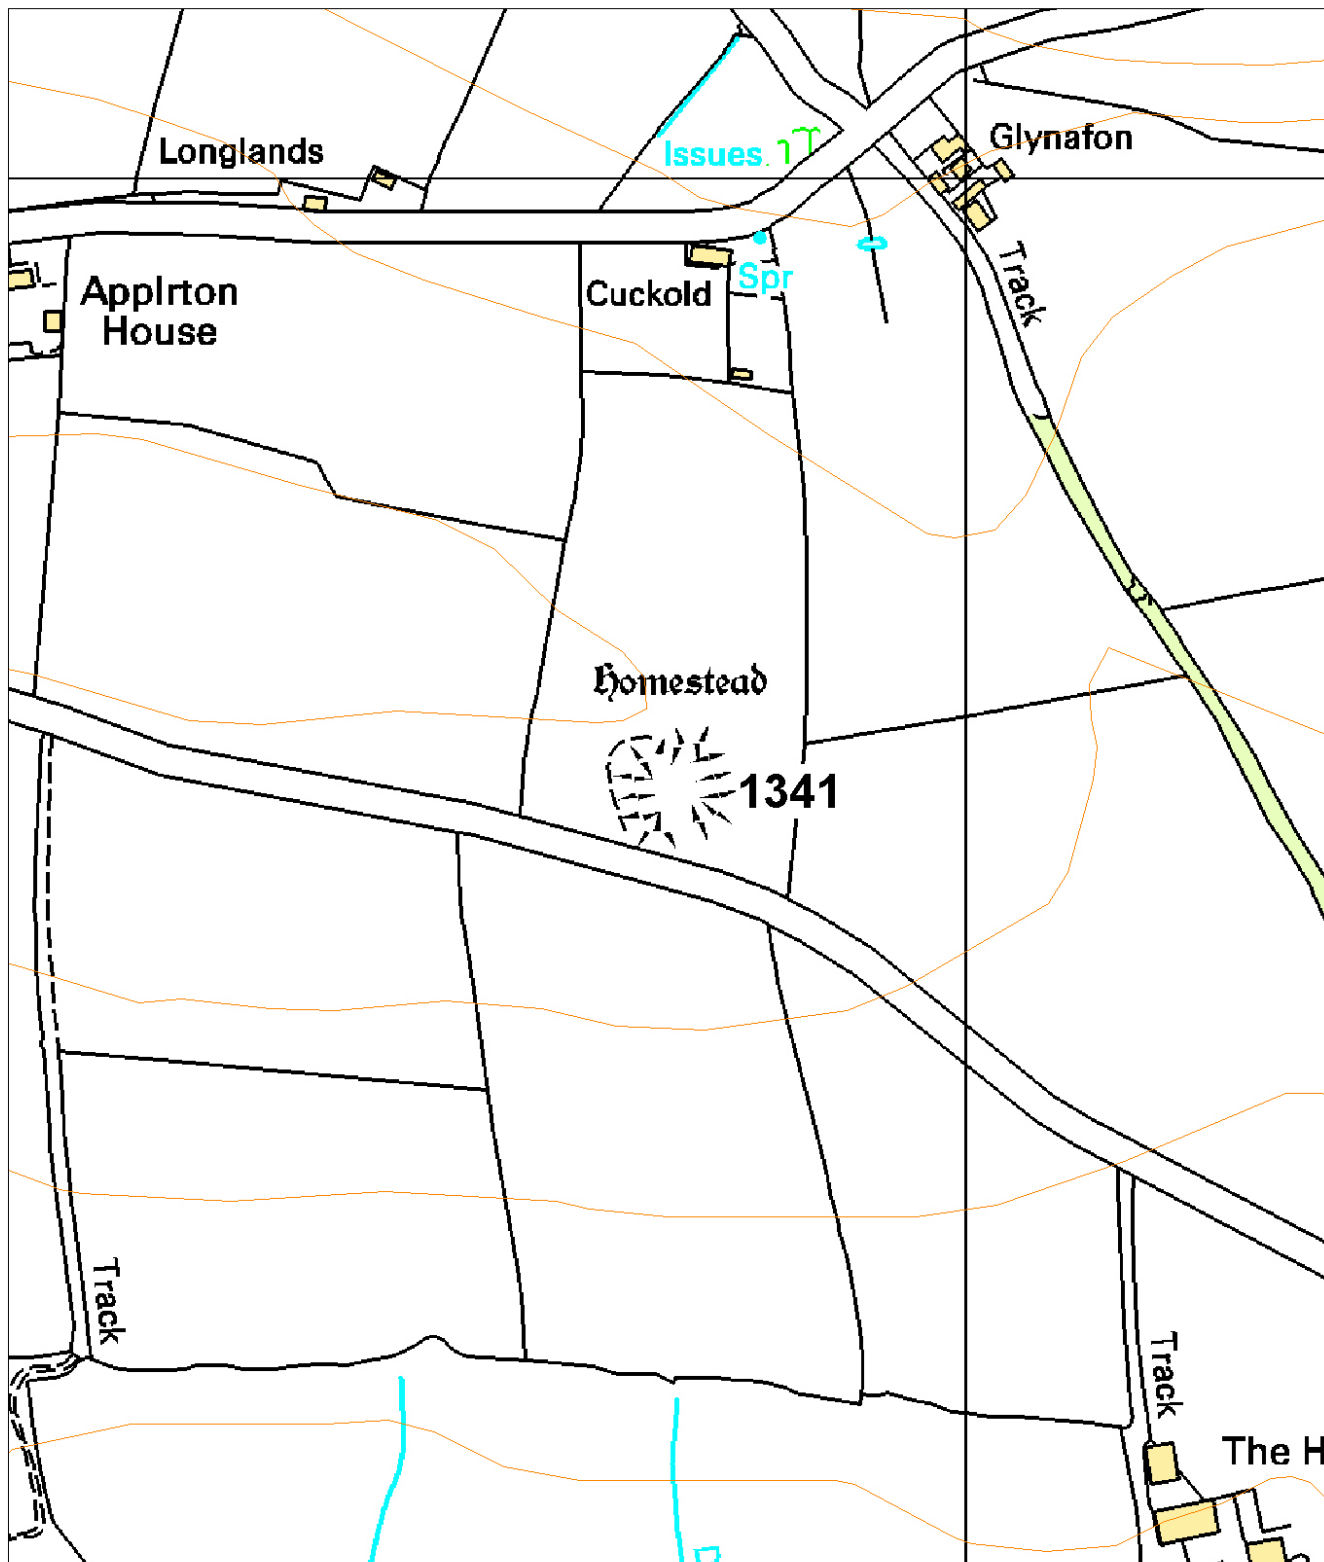 Longlands
Issues
Glynafon
Applrton
House
Cuckold
Spr
Track
Homestead
1341
Track
Track
The H